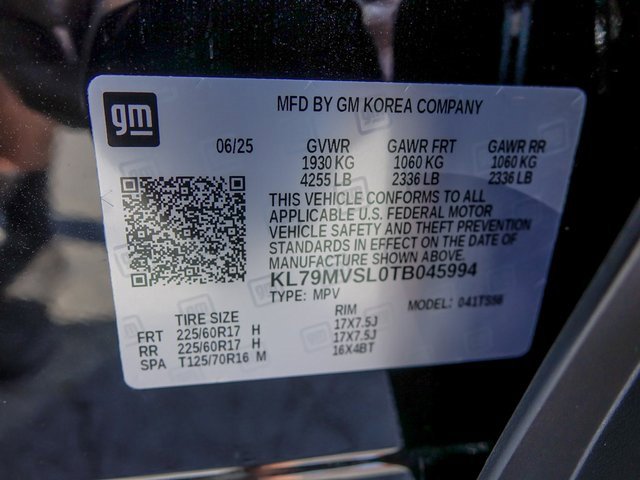 gm
MFD BY GM KOREA COMPANY
06/25 GVWR GAWR FRT GAWR RR
1930 KG 1060 KG 1060 KG
4255 LB 2336 LB 2336 LB
THIS VEHICLE CONFORMS TO ALL
APPLICABLE U.S. FEDERAL MOTOR
VEHICLE SAFETY AND THEFT PREVENTION
STANDARDS IN EFFECT ON THE DATE OF
MANUFACTURE SHOWN ABOVE.
KL79MVSL0TB045994
TYPE: MPV MODEL: 041TS56
TIRE SIZE RIM
FRT 225/60R17 H 17X7.5J
RR 225/60R17 H 17X7.5J
SPA T125/70R16 M 16X4BT